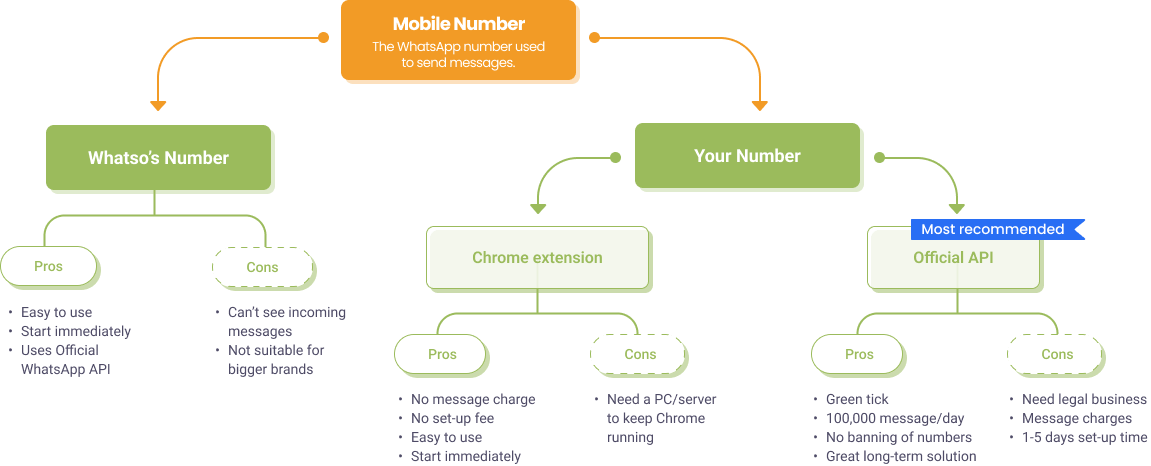 Mobile Number
The WhatsApp number used
to send messages.
Whatso's Number
Your Number
Pros
• Easy to use
• Start immediately
• Uses Official
WhatsApp API
Cons
• Can't see incoming
messages
• Not suitable for
bigger brands
Chrome extension
Pros
• No message charge
• No set-up fee
• Easy to use
• Start immediately
Cons
• Need a PC/server
to keep Chrome
running
Most recommended
Official API
Pros
• Green tick
• 100,000 message/day
• No banning of numbers
• Great long-term solution
Cons
• Need legal business
• Message charges
• 1-5 days set-up time